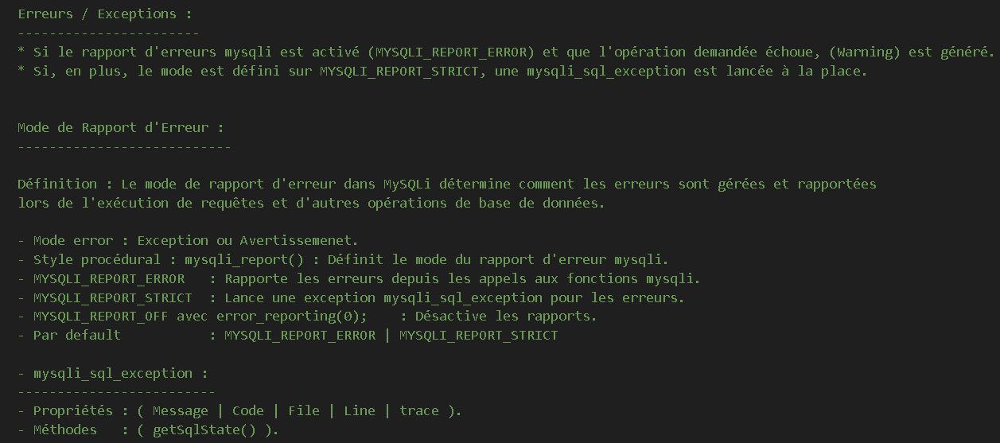 Erreurs / Exceptions :
-----------------------
* Si le rapport d'erreurs mysqli est activé (MYSQLI_REPORT_ERROR) et que l'opération demandée échoue, (Warning) est généré.
* Si, en plus, le mode est défini sur MYSQLI_REPORT_STRICT, une mysqli_sql_exception est lancée à la place.
Mode de Rapport d'Erreur :
---------------------------
Définition : Le mode de rapport d'erreur dans MySQLi détermine comment les erreurs sont gérées et rapportées
lors de l'exécution de requêtes et d'autres opérations de base de données.
- Mode error : Exception ou Avertissemenet.
- Style procédural : mysqli_report() : Définit le mode du rapport d'erreur mysqli.
- MYSQLI_REPORT_ERROR   : Rapporte les erreurs depuis les appels aux fonctions mysqli.
- MYSQLI_REPORT_STRICT  : Lance une exception mysqli_sql_exception pour les erreurs.
- MYSQLI_REPORT_OFF avec error_reporting(0);    : Désactive les rapports.
- Par default           : MYSQLI_REPORT_ERROR | MYSQLI_REPORT_STRICT
- mysqli_sql_exception :
-------------------------
- Propriétés : ( Message | Code | File | Line | trace ).
- Méthodes   : ( getSqlState() ).